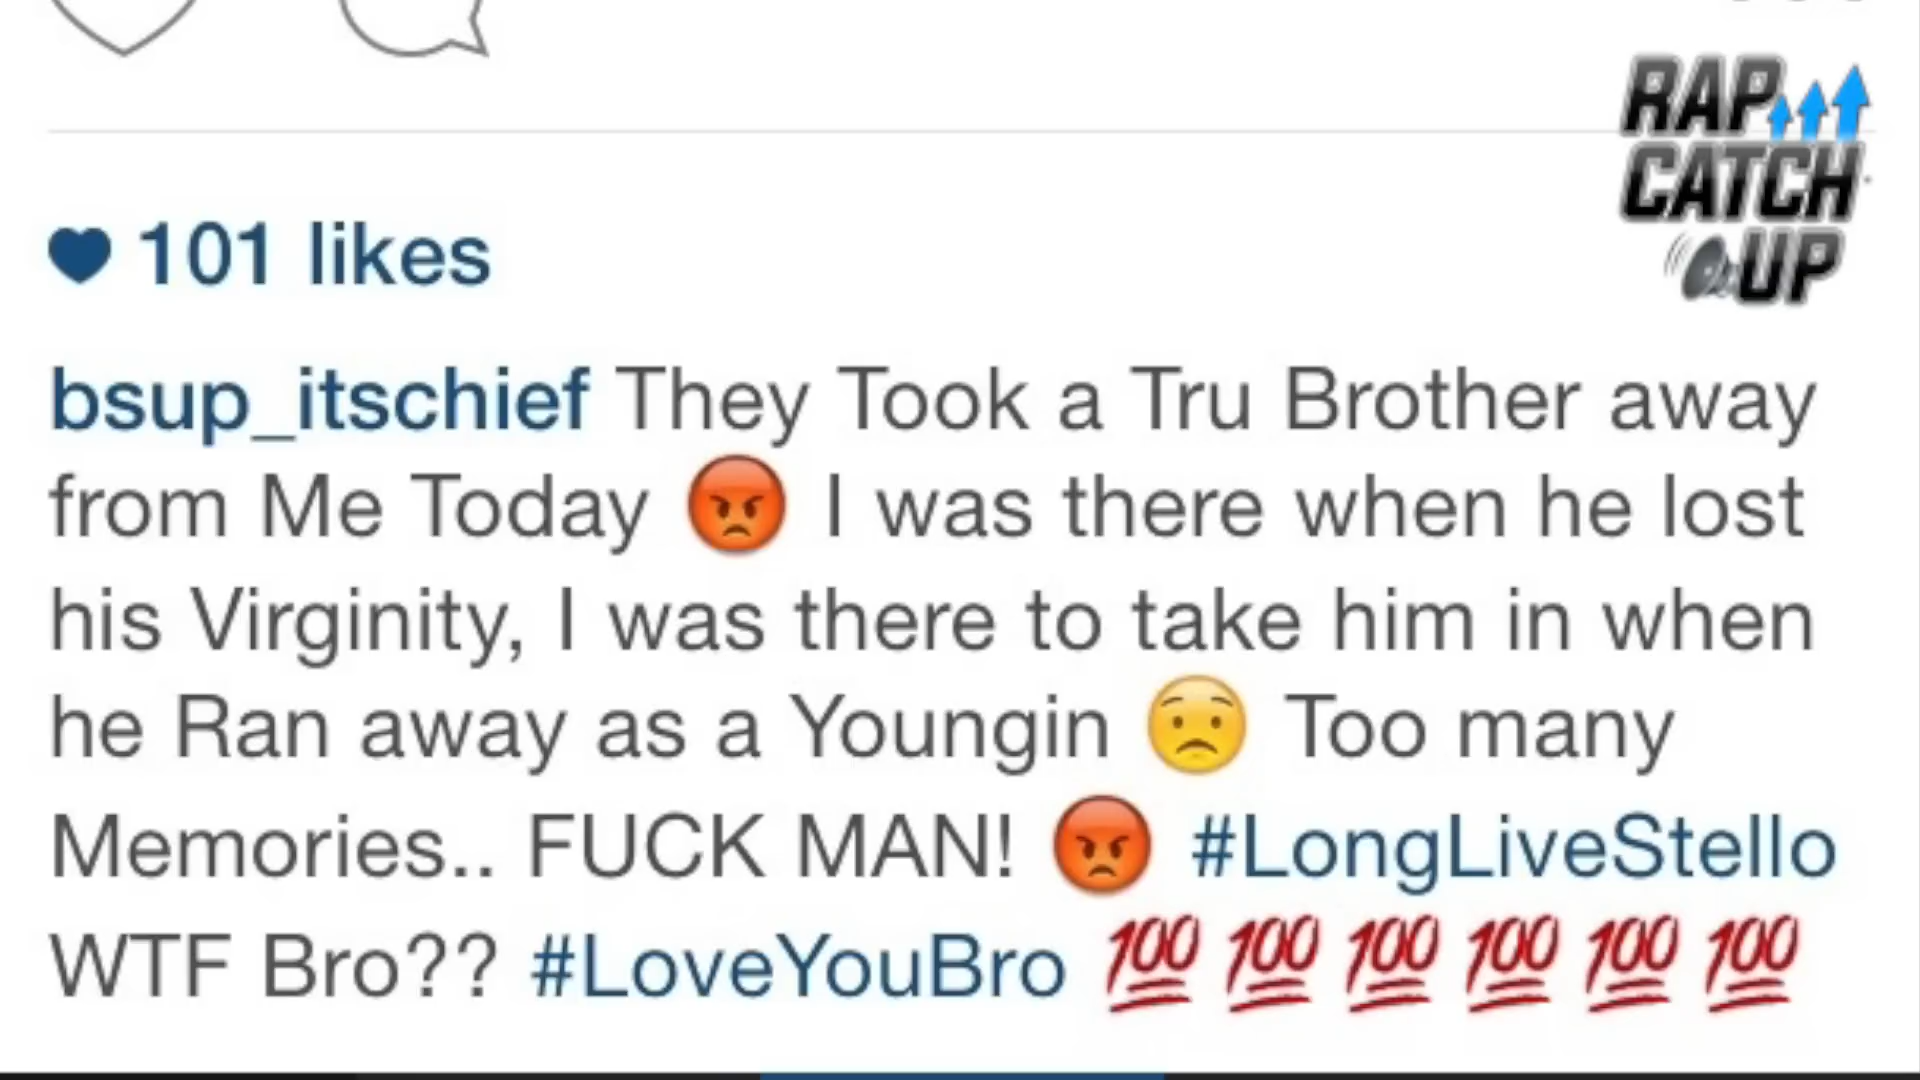 RAP
CATCH
UP
101 likes
bsup_itschief They Took a Tru Brother away
from Me Today 😡 I was there when he lost
his Virginity, I was there to take him in when
he Ran away as a Youngin 😟 Too many
Memories.. FUCK MAN! 😡 #LongLiveStello
WTF Bro?? #LoveYouBro 💯 💯 💯 💯 💯 💯